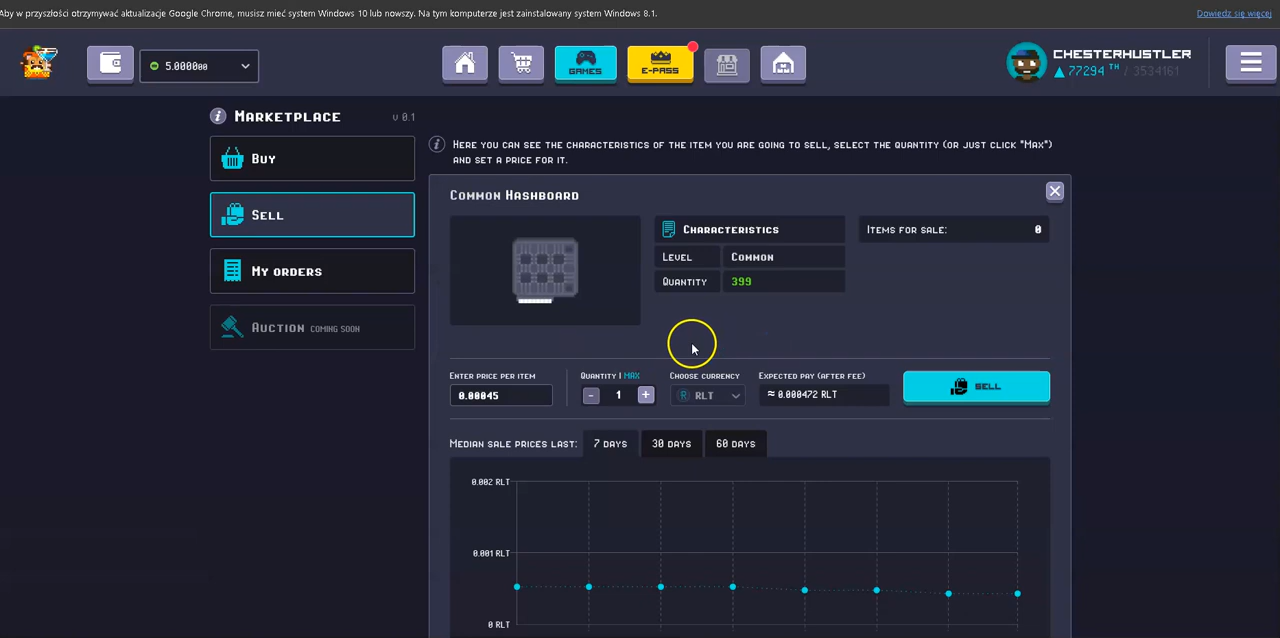 Aby w przyszłości otrzymywać aktualizacje Google Chrome, musisz mieć system Windows 10 lub nowszy. Na tym komputerze jest zainstalowany system Windows 8.1. Dowiedz się więcej
5.000000
GAMES
E-PASS
CHESTERHUSTLER
77294 TH / 3534161
MARKETPLACE v 0.1
BUY
SELL
MY ORDERS
AUCTION COMING SOON
HERE YOU CAN SEE THE CHARACTERISTICS OF THE ITEM YOU ARE GOING TO SELL, SELECT THE QUANTITY (OR JUST CLICK "MAX")
AND SET A PRICE FOR IT.
COMMON HASHBOARD
CHARACTERISTICS
LEVEL COMMON
QUANTITY 399
ITEMS FOR SALE: 0
ENTER PRICE PER ITEM
0.00045
QUANTITY | MAX
- 1 +
CHOOSE CURRENCY
R RLT
EXPECTED PAY (AFTER FEE)
≈ 0.000472 RLT
SELL
MEDIAN SALE PRICES LAST: 7 DAYS 30 DAYS 60 DAYS
0.002 RLT
0.001 RLT
0 RLT